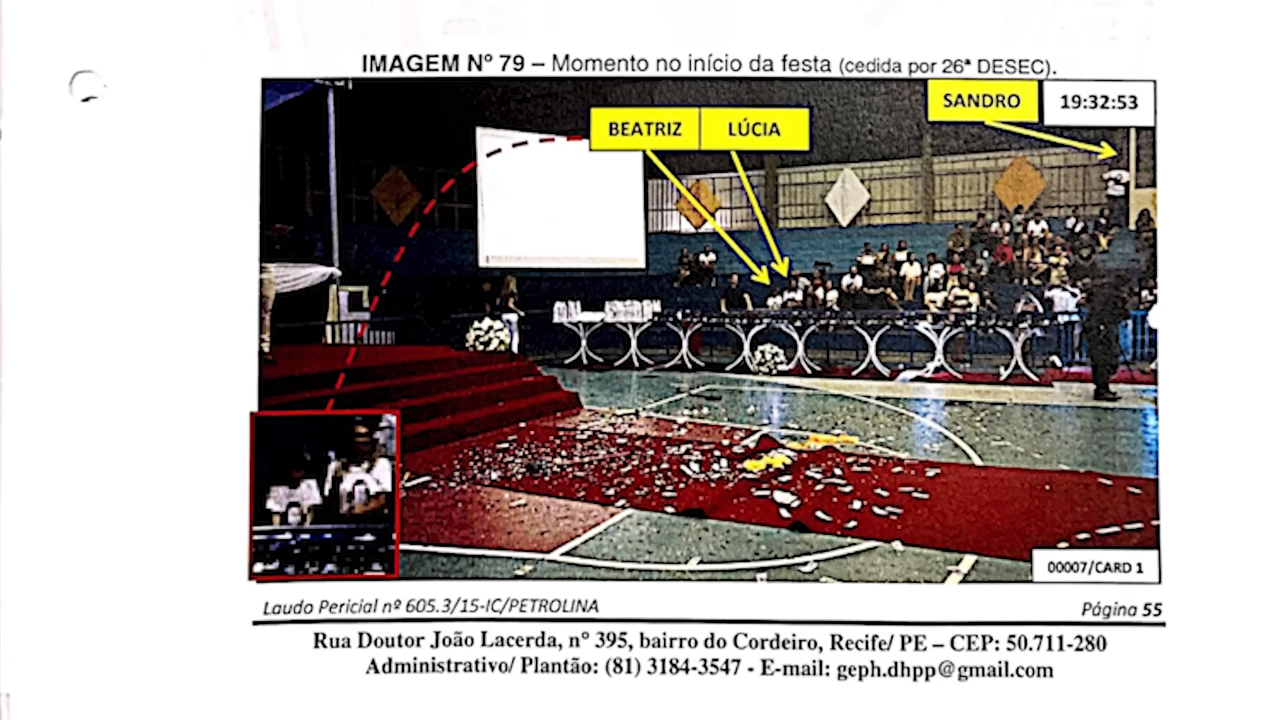 IMAGEM Nº 79 – Momento no início da festa (cedida por 26ª DESEC).
SANDRO
19:32:53
BEATRIZ
LÚCIA
00007/CARD 1
Laudo Pericial nº 605.3/15-IC/PETROLINA
Página 55
Rua Doutor João Lacerda, nº 395, bairro do Cordeiro, Recife/ PE – CEP: 50.711-280
Administrativo/ Plantão: (81) 3184-3547 - E-mail: geph.dhpp@gmail.com